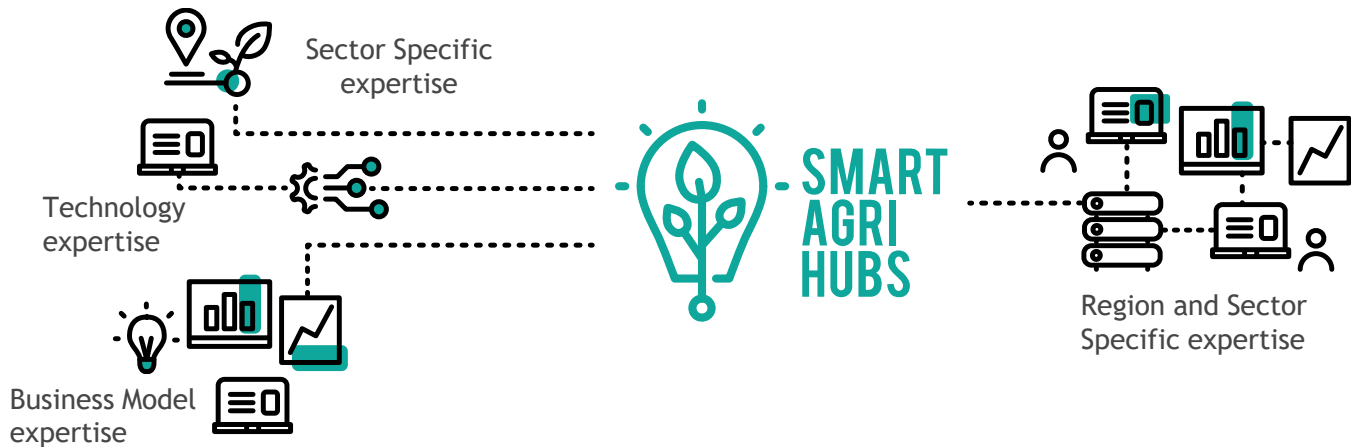 Sector Specific
expertise
Technology
expertise
Business Model
expertise
SMART
AGRI
HUBS
Region and Sector
Specific expertise